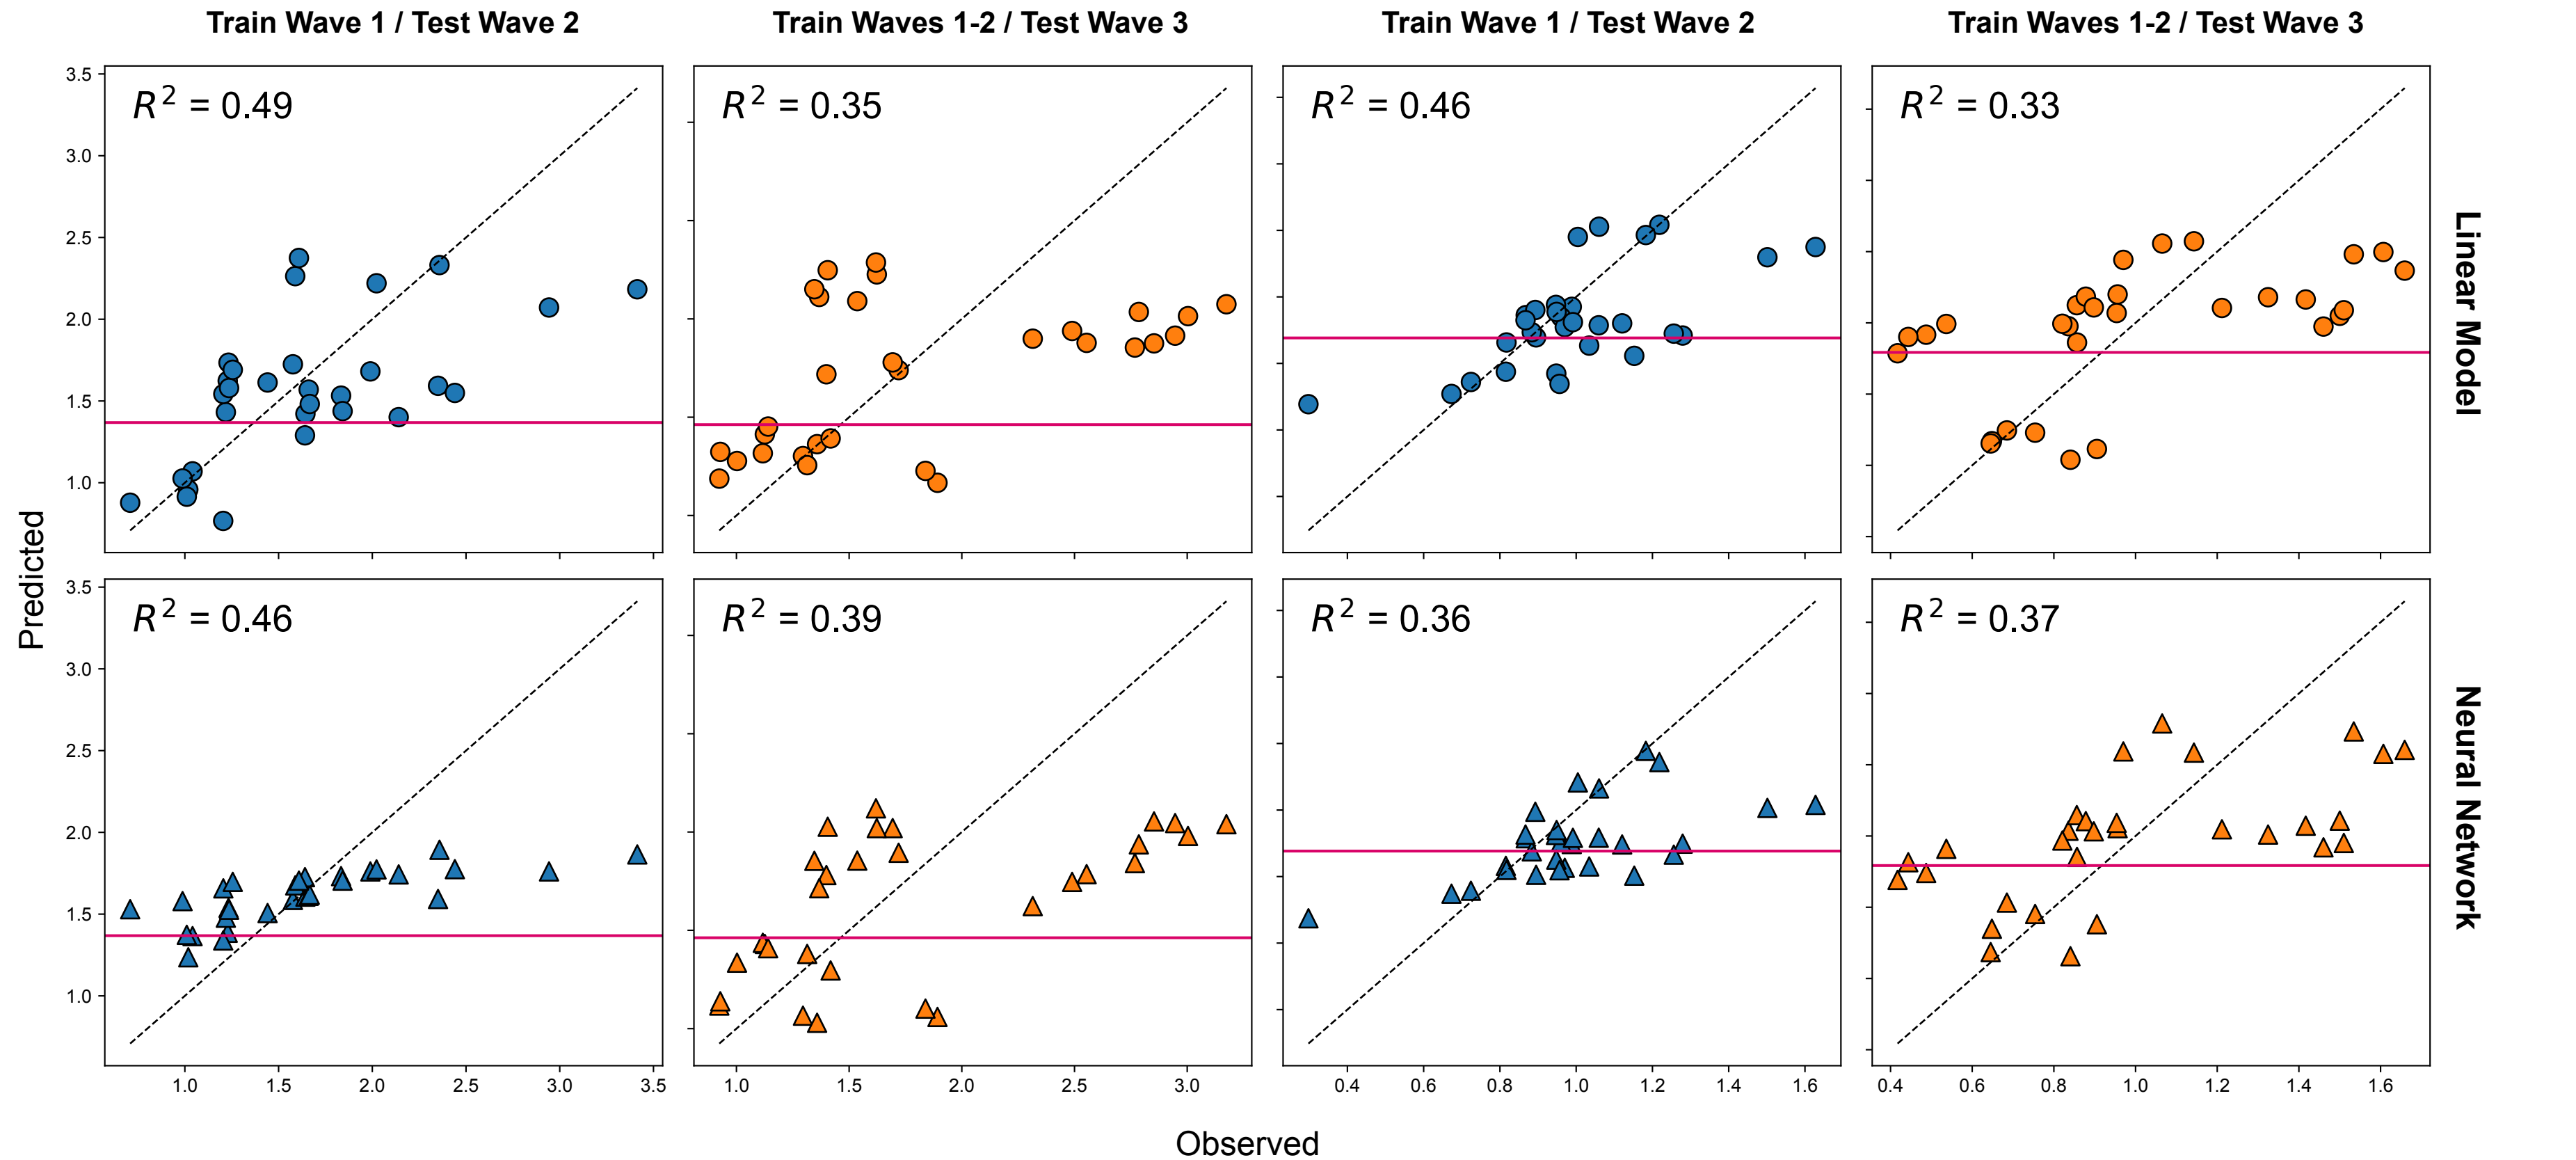 Train Wave 1 / Test Wave 2
Train Waves 1-2 / Test Wave 3
Train Wave 1 / Test Wave 2
Train Waves 1-2 / Test Wave 3
3.5
3.0
2.5
2.0
1.5
1.0
R² = 0.49
R² = 0.35
R² = 0.46
R² = 0.33
Linear Model
Predicted
3.5
3.0
2.5
2.0
1.5
1.0
R² = 0.46
R² = 0.39
R² = 0.36
R² = 0.37
Neural Network
1.0 1.5 2.0 2.5 3.0 3.5
1.0 1.5 2.0 2.5 3.0
0.4 0.6 0.8 1.0 1.2 1.4 1.6
0.4 0.6 0.8 1.0 1.2 1.4 1.6
Observed